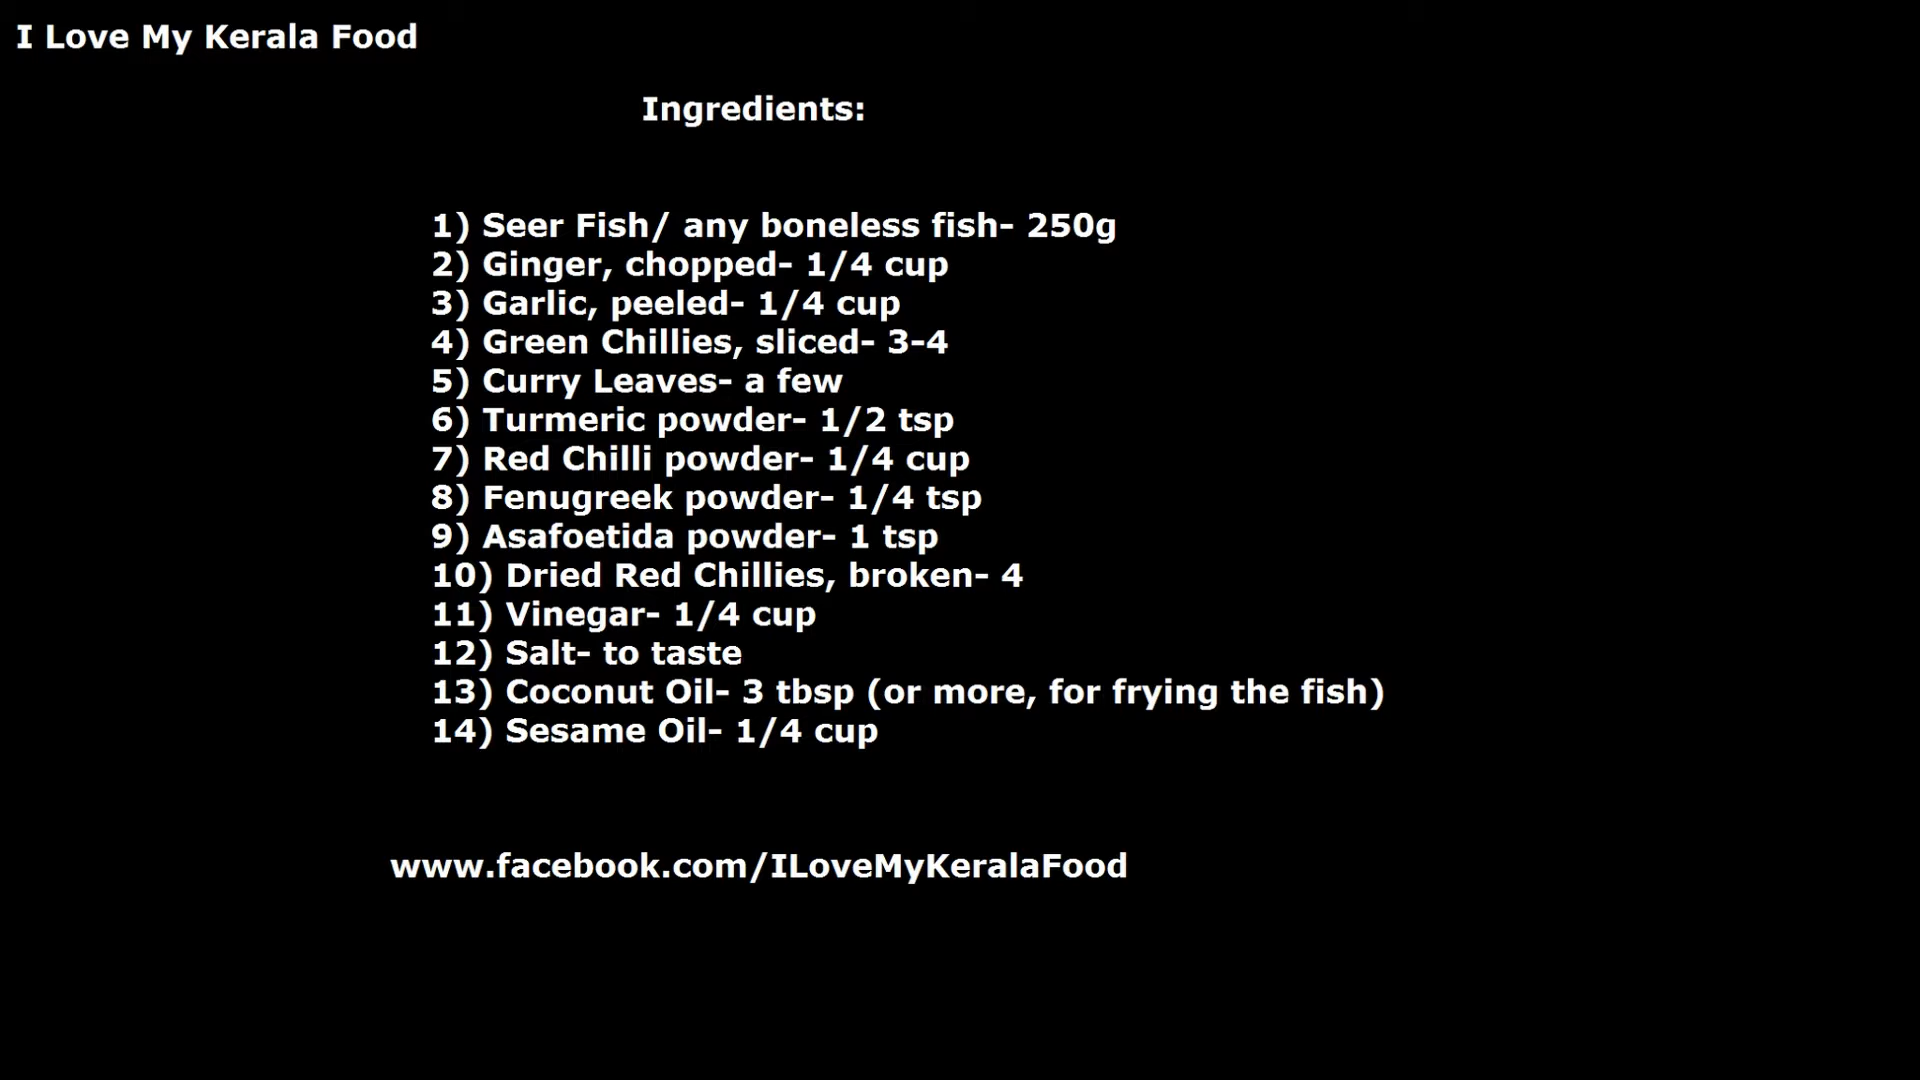 I Love My Kerala Food
Ingredients:
1) Seer Fish/ any boneless fish- 250g
2) Ginger, chopped- 1/4 cup
3) Garlic, peeled- 1/4 cup
4) Green Chillies, sliced- 3-4
5) Curry Leaves- a few
6) Turmeric powder- 1/2 tsp
7) Red Chilli powder- 1/4 cup
8) Fenugreek powder- 1/4 tsp
9) Asafoetida powder- 1 tsp
10) Dried Red Chillies, broken- 4
11) Vinegar- 1/4 cup
12) Salt- to taste
13) Coconut Oil- 3 tbsp (or more, for frying the fish)
14) Sesame Oil- 1/4 cup
www.facebook.com/ILoveMyKeralaFood